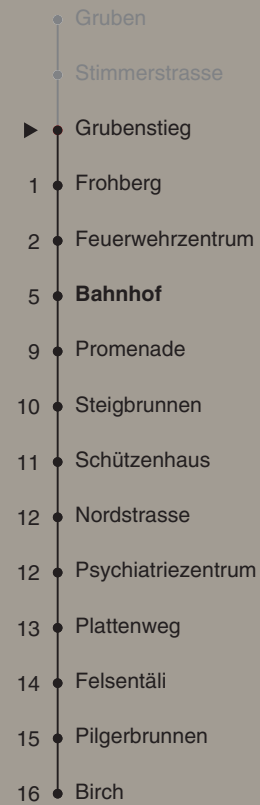 Gruben
Stimmerstrasse
Grubenstieg
1 Frohberg
2 Feuerwehrzentrum
5 Bahnhof
9 Promenade
10 Steigbrunnen
11 Schützenhaus
12 Nordstrasse
12 Psychiatriezentrum
13 Plattenweg
14 Felsentäli
15 Pilgerbrunnen
16 Birch